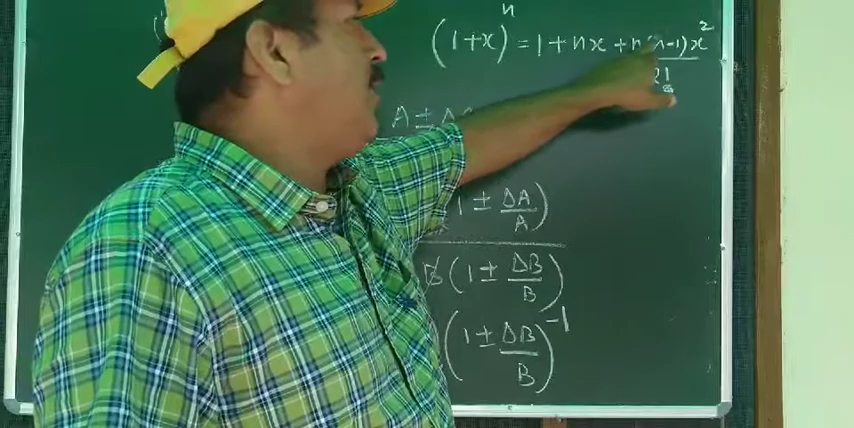 (1+x)ⁿ = 1 + nx + n(n-1)x²
2!
A ±
1 ± ΔA/A)
B(1 ± ΔB/B)
(1 ± ΔB/B)⁻¹